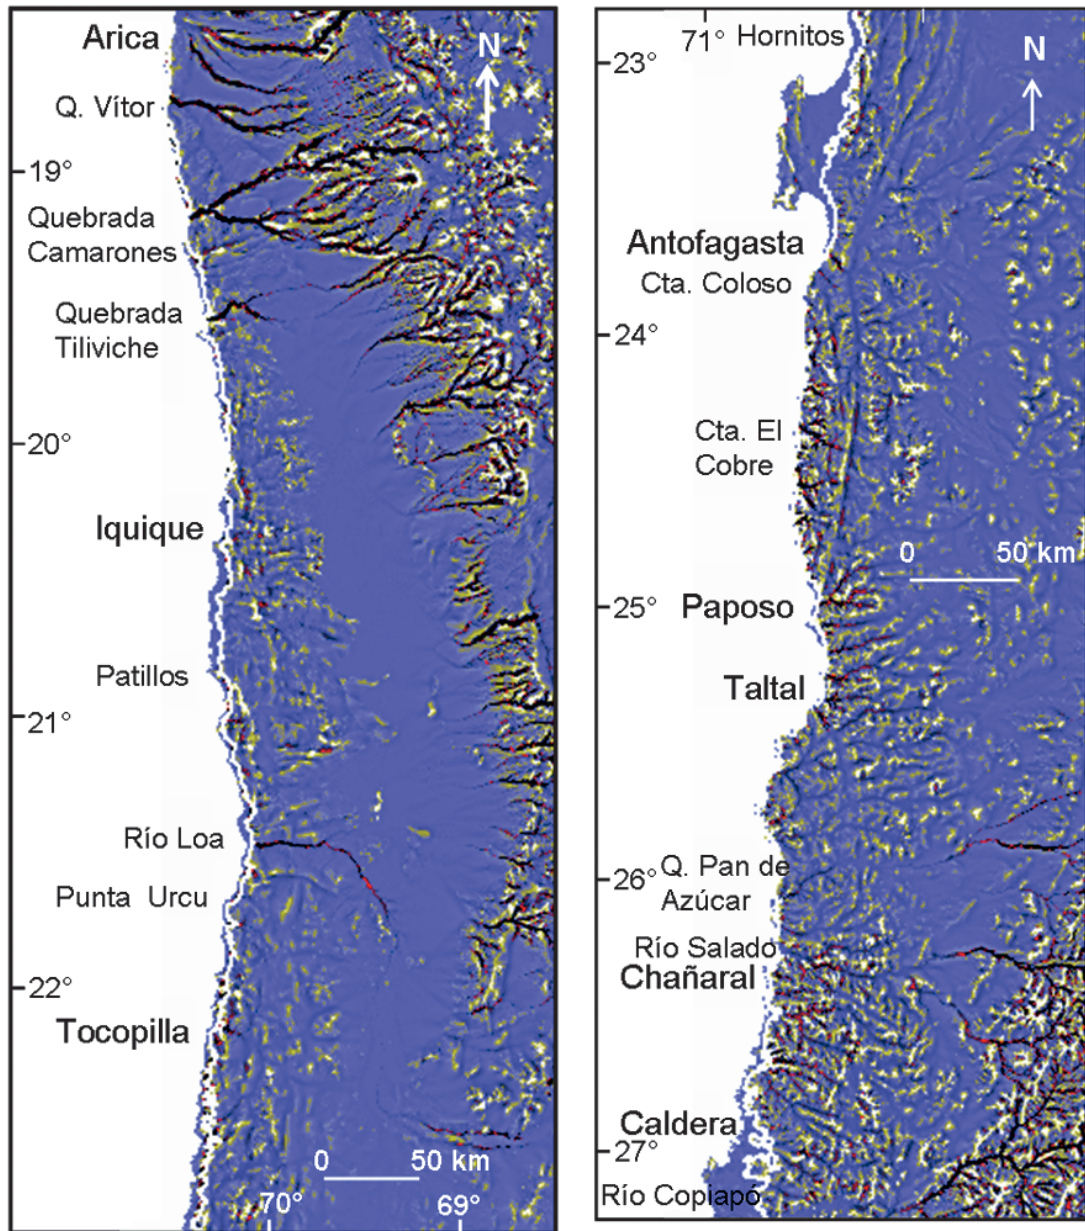 Arica
N
Q. Vítor
19°
Quebrada
Camarones
Quebrada
Tiliviche
20°
Iquique
Patillos
21°
Río Loa
Punta Urcu
22°
Tocopilla
0 50 km
70° 69°
71° Hornitos
23°
N
Antofagasta
Cta. Coloso
24°
Cta. El
Cobre
0 50 km
25° Paposo
Taltal
Q. Pan de
26°
Azúcar
Río Salado
Chañaral
Caldera
27°
Río Copiapó